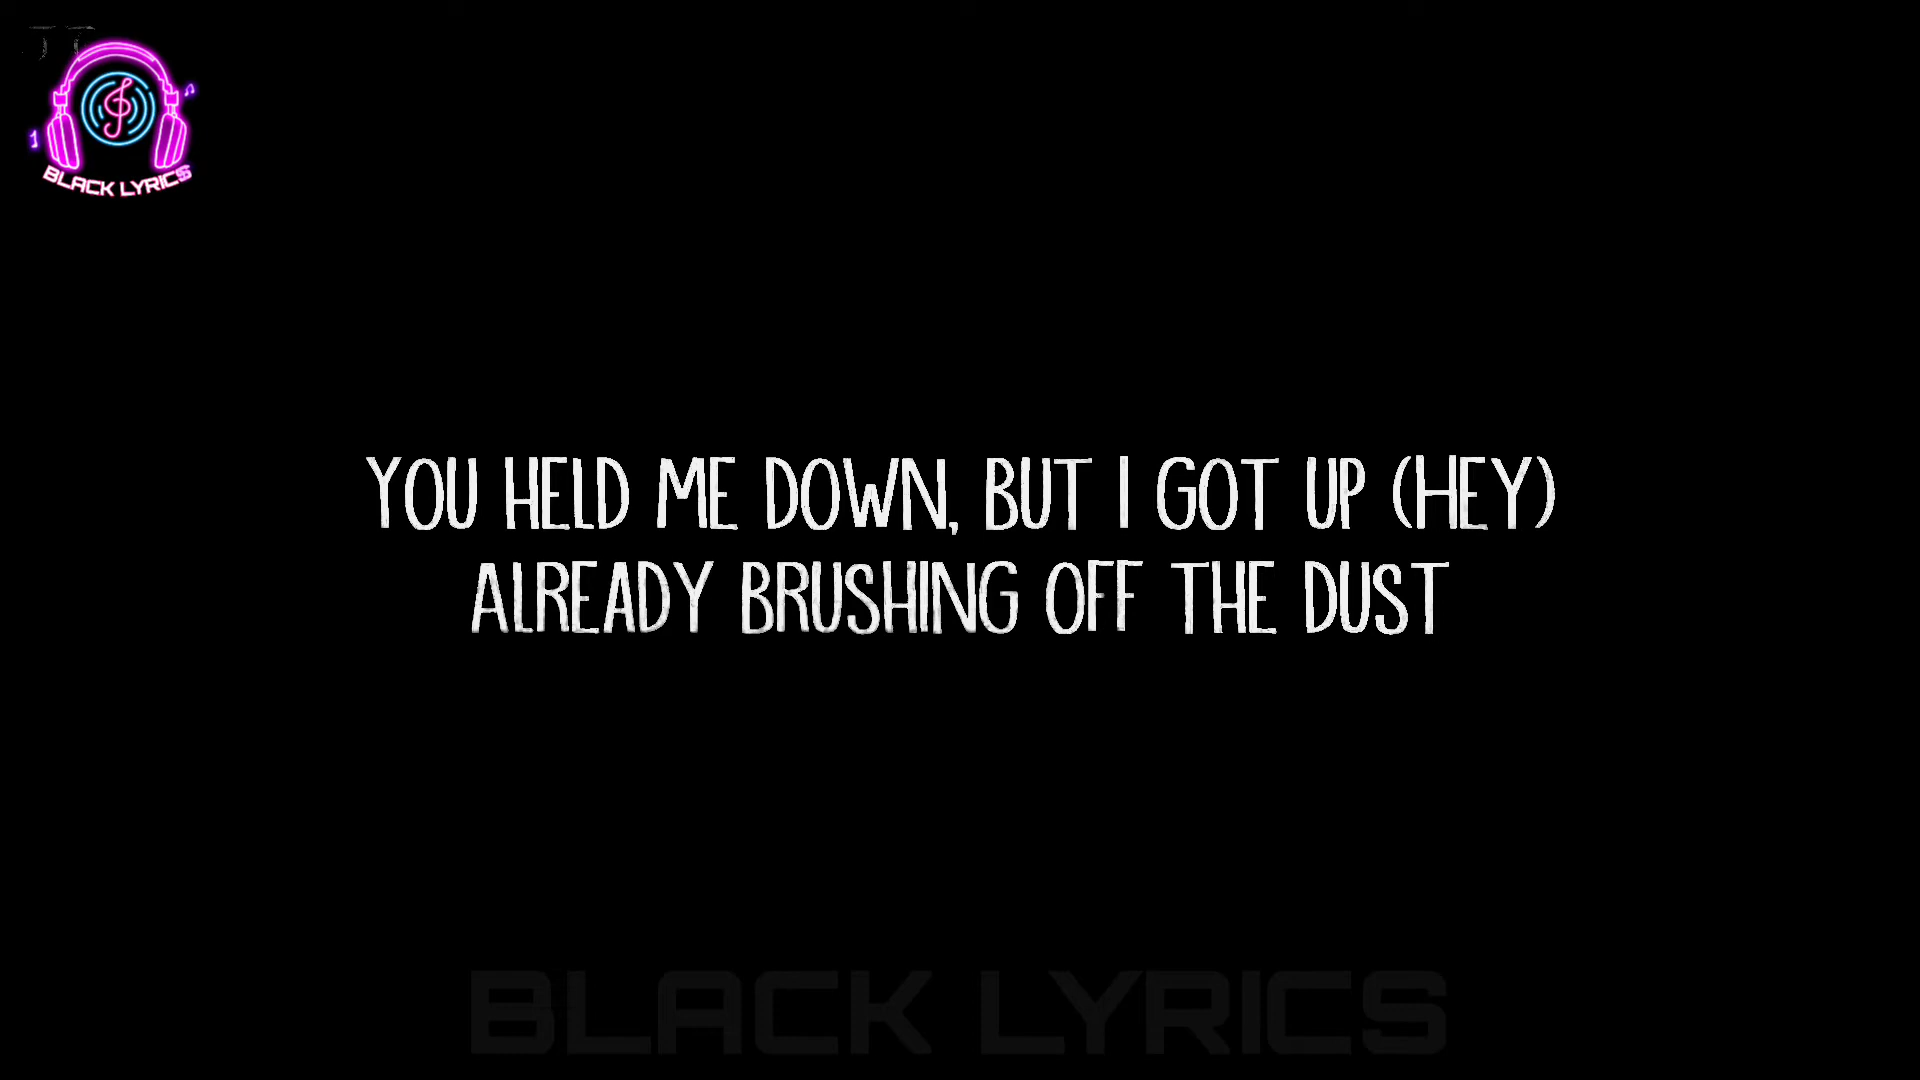 BLACK LYRICS
YOU HELD ME DOWN, BUT I GOT UP (HEY)
ALREADY BRUSHING OFF THE DUST
BLACK LYRICS